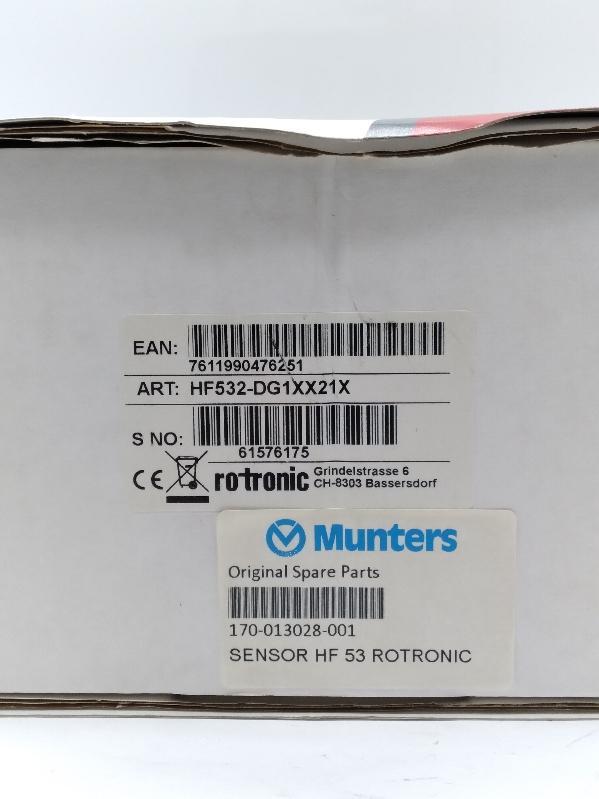 EAN:
7611990476251
ART: HF532-DG1XX21X
S NO:
61576175
CE rotronic Grindelstrasse 6
CH-8303 Bassersdorf
Munters
Original Spare Parts
170-013028-001
SENSOR HF 53 ROTRONIC